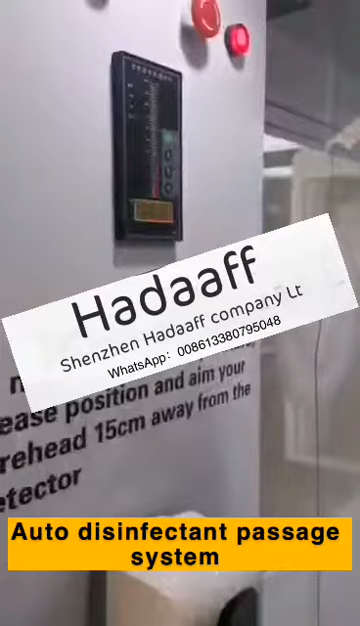 Hadaaff
Shenzhen Hadaaff company Lt
WhatsApp: 008613380795048
ease position and aim your
rehead 15cm away from the
etector
Auto disinfectant passage
system